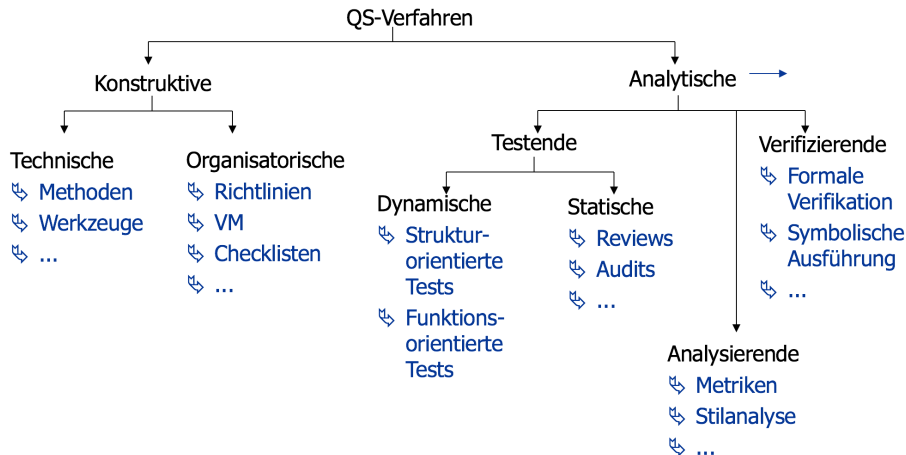 QS-Verfahren
Konstruktive
Analytische
Technische
Methoden
Werkzeuge
...
Organisatorische
Richtlinien
VM
Checklisten
...
Testende
Dynamische
Struktur-
orientierte
Tests
Funktions-
orientierte
Tests
Statische
Reviews
Audits
...
Analysierende
Metriken
Stilanalyse
...
Verifizierende
Formale
Verifikation
Symbolische
Ausführung
...